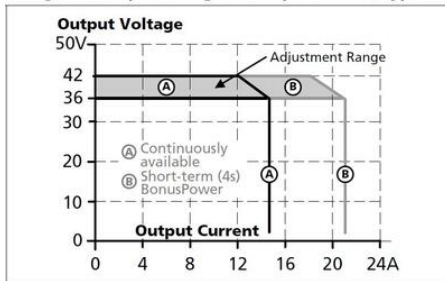 Output Voltage
50V
42
36
30
20
10
0
Adjustment Range
A
B
A Continuously
available
B Short-term (4s)
BonusPower
A
B
Output Current
0 4 8 12 16 20 24A